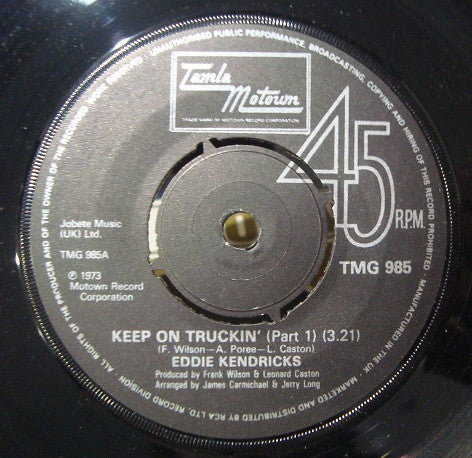 ALL RIGHTS OF THE PRODUCER AND OF THE OWNER OF THE RECORDED WORK RESERVED. UNAUTHORISED PUBLIC PERFORMANCE, BROADCASTING, COPYING AND HIRING OF THIS RECORD PROHIBITED
MANUFACTURED IN THE UK
Tamla
Motown
TRADE MARK OF MOTOWN RECORD CORPORATION
45
R.P.M.
Jobete Music
(UK) Ltd.
TMG 985A
℗ 1973
Motown Record
Corporation
TMG 985
KEEP ON TRUCKIN' (Part 1) (3.21)
(F. Wilson—A. Poree—L. Caston)
EDDIE KENDRICKS
Produced by Frank Wilson & Leonard Caston
Arranged by James Carmichael & Jerry Long
MARKETED AND DISTRIBUTED BY RCA LTD. RECORD DIVISION